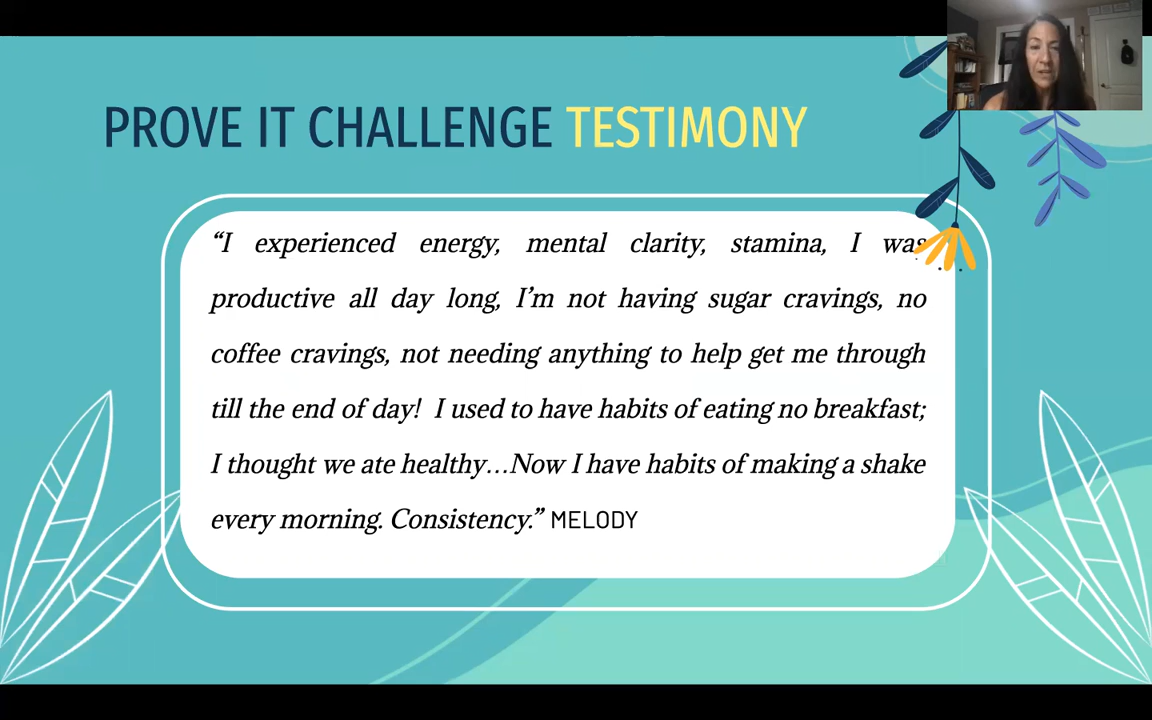 PROVE IT CHALLENGE TESTIMONY
“I experienced energy, mental clarity, stamina, I was
productive all day long, I’m not having sugar cravings, no
coffee cravings, not needing anything to help get me through
till the end of day! I used to have habits of eating no breakfast;
I thought we ate healthy…Now I have habits of making a shake
every morning. Consistency.” MELODY